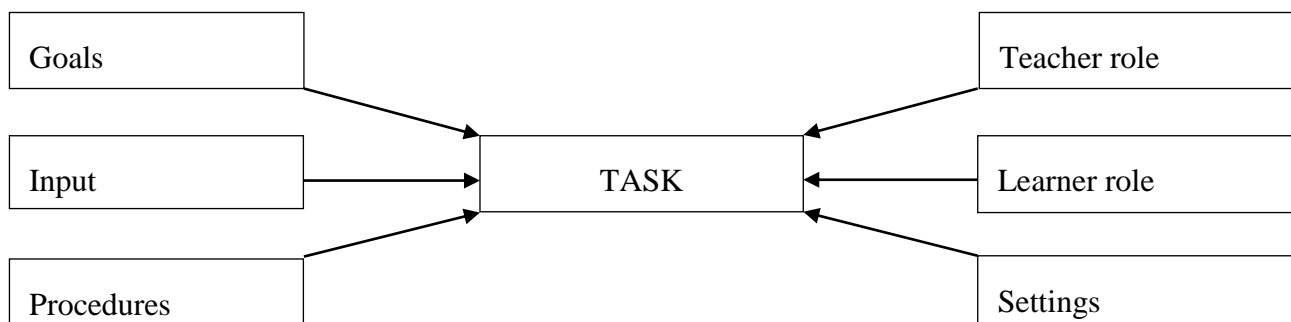 Goals
Teacher role
Input
TASK
Learner role
Procedures
Settings